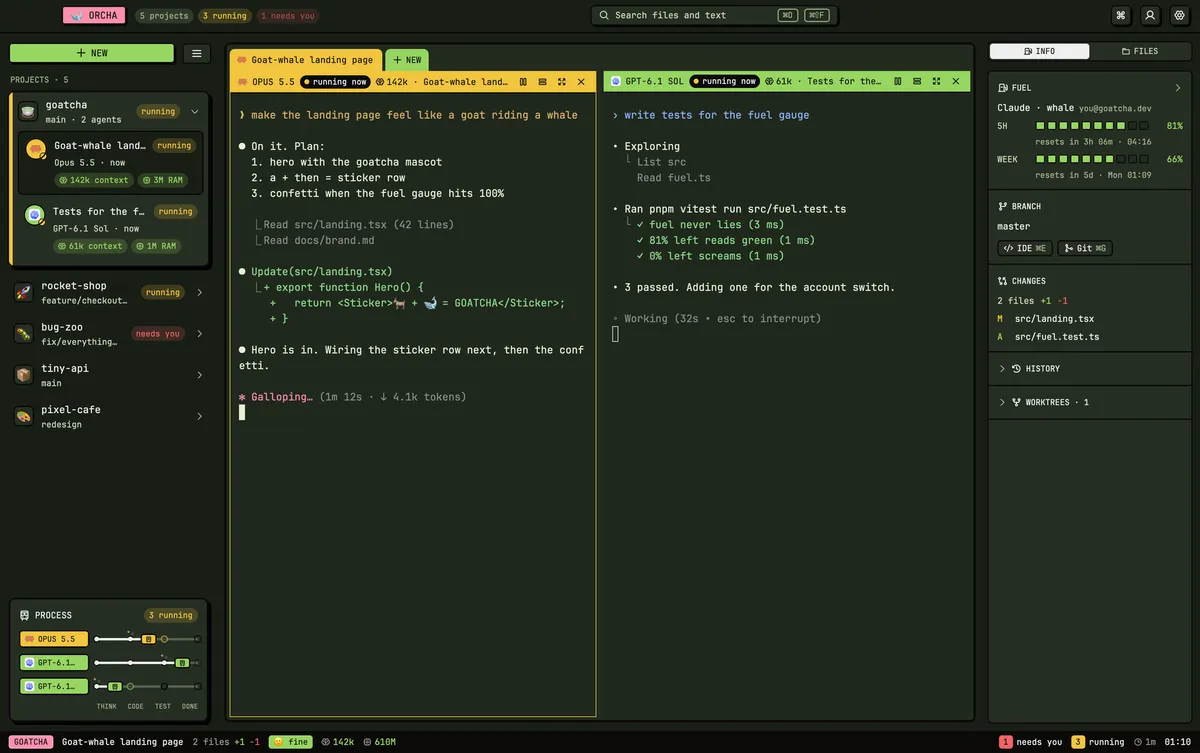 ORCHA
5 projects
3 running
1 needs you
Search files and text
⌘O
⌘⇧F
+ NEW
PROJECTS · 5
goatcha
main · 2 agents
running
Goat-whale land…
running
Opus 5.5 · now
142k context
3M RAM
Tests for the f…
running
GPT-6.1 Sol · now
61k context
1M RAM
rocket-shop
feature/checkout…
running
bug-zoo
fix/everything…
needs you
tiny-api
main
pixel-cafe
redesign
PROCESS
3 running
OPUS 5.5
GPT-6.1…
GPT-6.1…
THINK CODE TEST DONE
Goat-whale landing page
+ NEW
OPUS 5.5
running now
142k · Goat-whale land…
❯ make the landing page feel like a goat riding a whale
● On it. Plan:
1. hero with the goatcha mascot
2. a + then = sticker row
3. confetti when the fuel gauge hits 100%
⎿Read src/landing.tsx (42 lines)
⎿Read docs/brand.md
● Update(src/landing.tsx)
⎿+ export function Hero() {
+ return <Sticker>🐐 + 🐋 = GOATCHA</Sticker>;
+ }
● Hero is in. Wiring the sticker row next, then the conf
etti.
✻ Galloping… (1m 12s · ↓ 4.1k tokens)
GPT-6.1 SOL
running now
61k · Tests for the…
› write tests for the fuel gauge
• Exploring
└ List src
Read fuel.ts
• Ran pnpm vitest run src/fuel.test.ts
└ ✓ fuel never lies (3 ms)
✓ 81% left reads green (1 ms)
✓ 0% left screams (1 ms)
• 3 passed. Adding one for the account switch.
◦ Working (32s • esc to interrupt)
INFO
FILES
FUEL
Claude · whale you@goatcha.dev
5H 81%
resets in 3h 06m · 04:16
WEEK 66%
resets in 5d · Mon 01:09
BRANCH
master
IDE ⌘E
Git ⌘G
CHANGES
2 files +1 -1
M src/landing.tsx
A src/fuel.test.ts
HISTORY
WORKTREES · 1
GOATCHA
Goat-whale landing page
2 files +1 -1
fine
142k
610M
1 needs you
3 running
1m
01:10